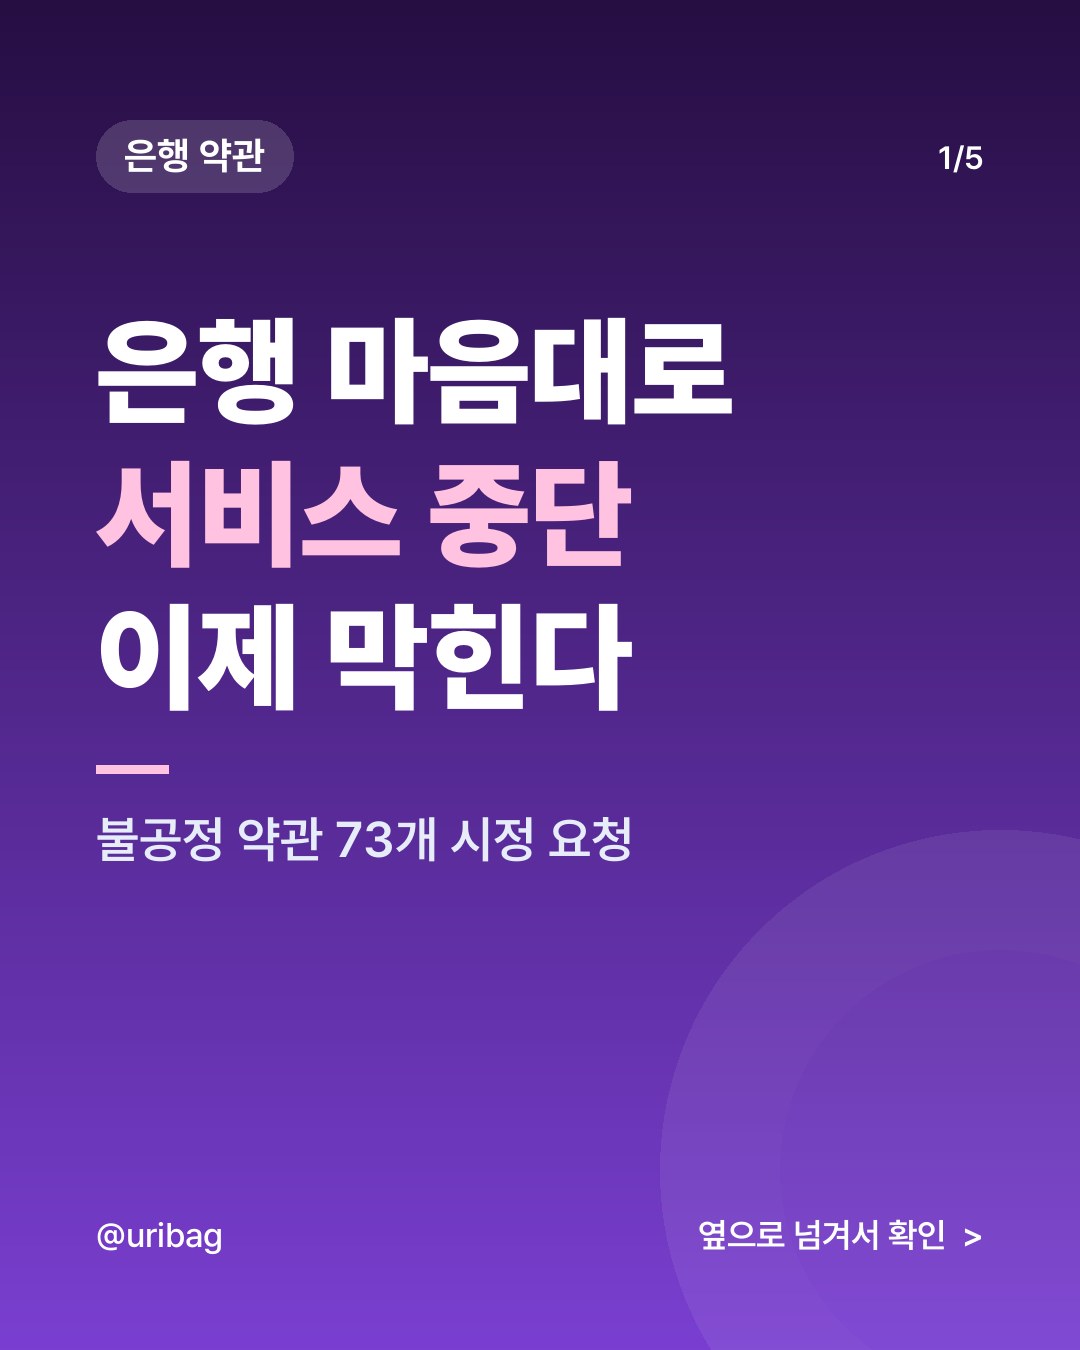 은행 약관
1/5
은행 마음대로
서비스 중단
이제 막힌다
불공정 약관 73개 시정 요청
@uribag
옆으로 넘겨서 확인 >